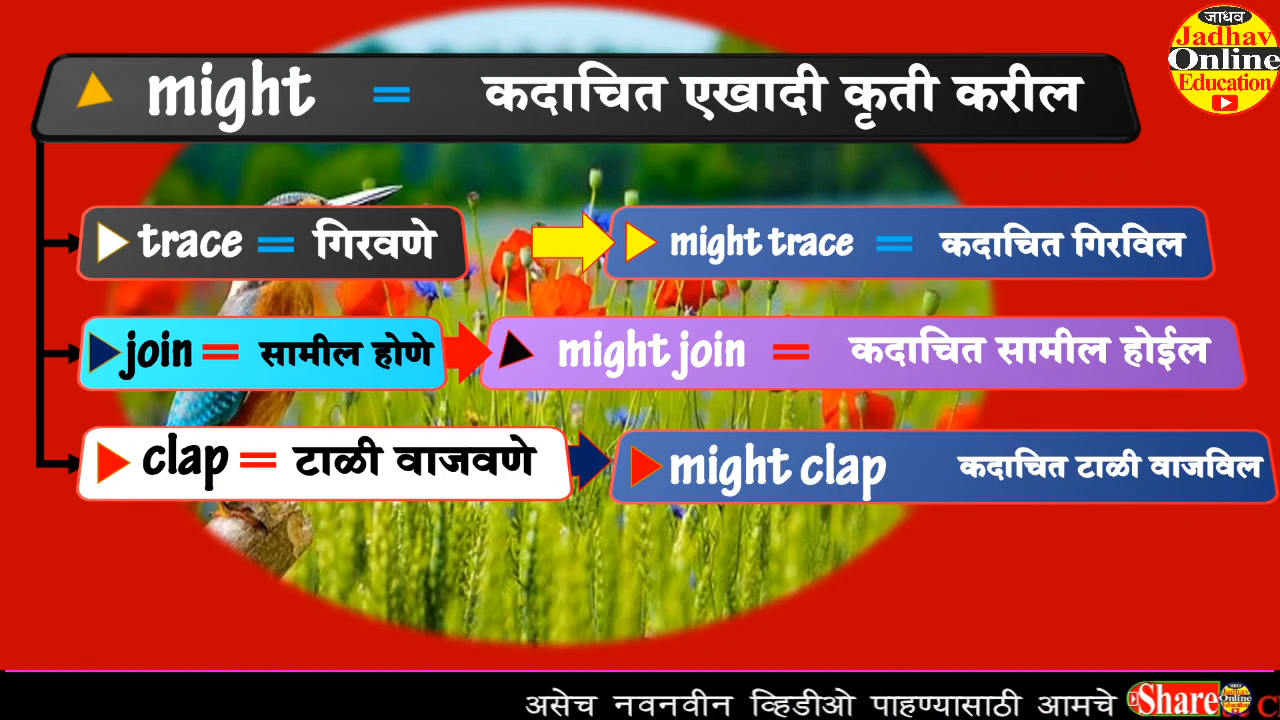 जाधव
Jadhav
Online
Education
might = कदाचित एखादी कृती करील
trace = गिरवणे might trace = कदाचित गिरविल
join = सामील होणे might join = कदाचित सामील होईल
clap = टाळी वाजवणे might clap कदाचित टाळी वाजविल
असेच नवनवीन व्हिडीओ पाहण्यासाठी आमचे Share